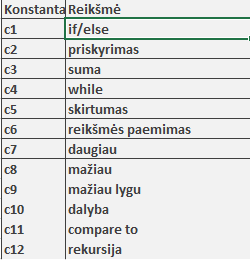 Konstanta Reikšmė
c1 if/else
c2 priskyrimas
c3 suma
c4 while
c5 skirtumas
c6 reikšmės paemimas
c7 daugiau
c8 mažiau
c9 mažiau lygu
c10 dalyba
c11 compare to
c12 rekursija